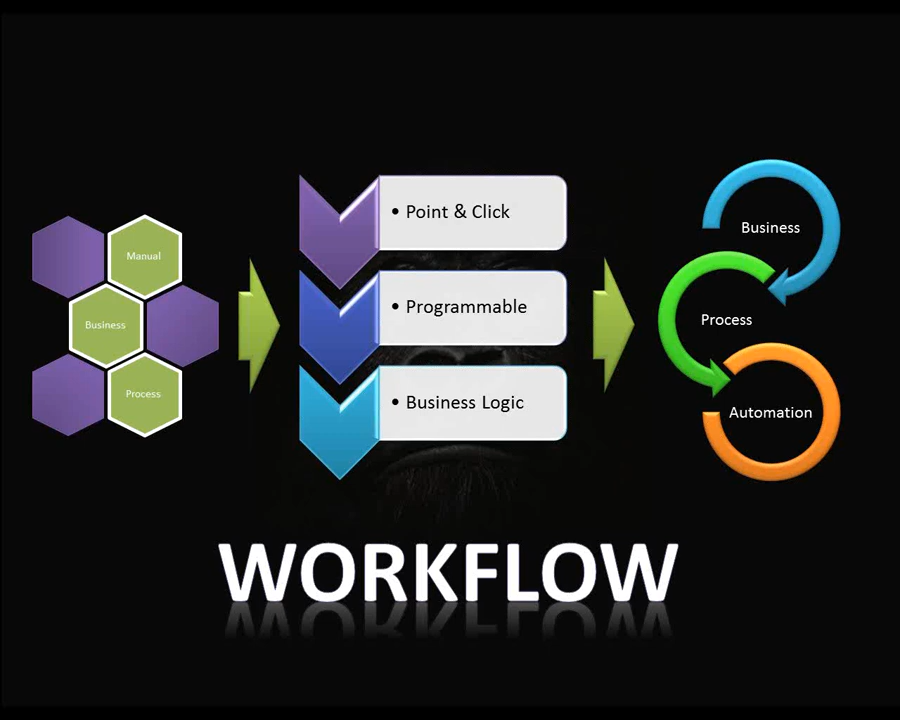 Manual
Business
Process
• Point & Click
• Programmable
• Business Logic
Business
Process
Automation
WORKFLOW